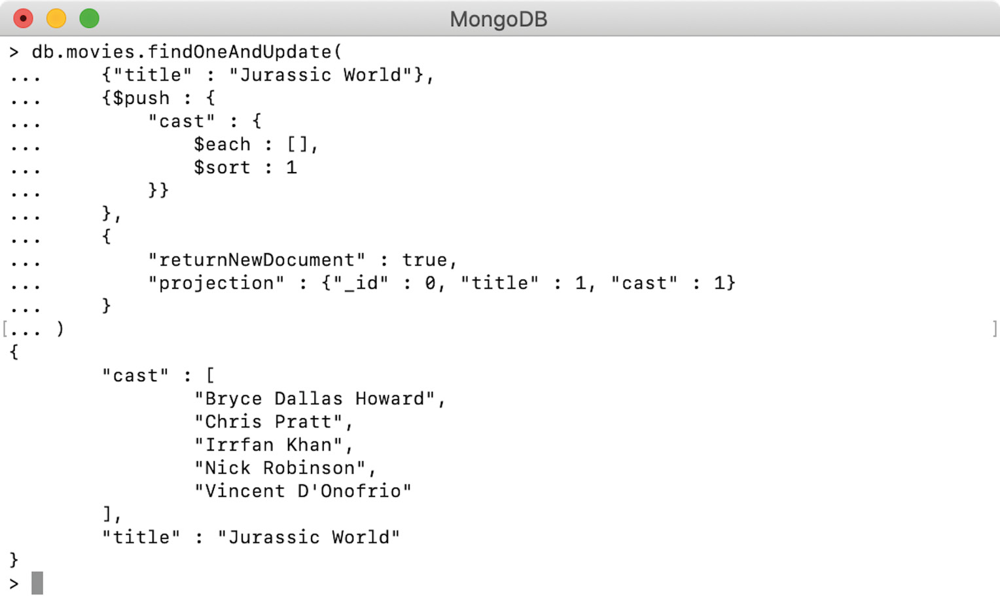 MongoDB
> db.movies.findOneAndUpdate(
...     {"title" : "Jurassic World"},
...     {$push : {
...         "cast" : {
...             $each : [],
...             $sort : 1
...         }}
...     },
...     {
...         "returnNewDocument" : true,
...         "projection" : {"_id" : 0, "title" : 1, "cast" : 1}
...     }
[... ) ]
{
        "cast" : [
                "Bryce Dallas Howard",
                "Chris Pratt",
                "Irrfan Khan",
                "Nick Robinson",
                "Vincent D'Onofrio"
        ],
        "title" : "Jurassic World"
}
>